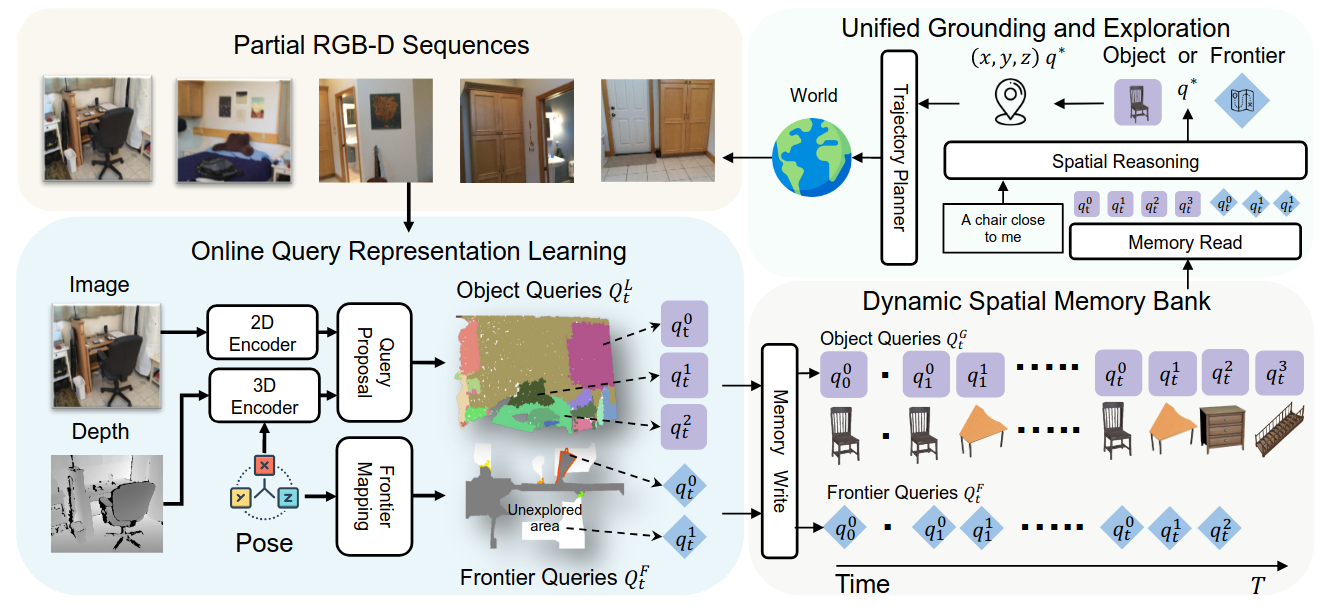 Partial RGB-D Sequences
Online Query Representation Learning
Image
2D
Encoder
3D
Encoder
Depth
X
Y
Z
Pose
Query
Proposal
Frontier
Mapping
Object Queries Q_t^L
q_t^0
q_t^1
q_t^2
Unexplored
area
q_t^0
q_t^1
Frontier Queries Q_t^F
Unified Grounding and Exploration
(x, y, z) q*
Object or Frontier
q*
World
Trajectory Planner
Spatial Reasoning
A chair close
to me
q_t^0 q_t^1 q_t^2 q_t^3 q_t^0 q_t^1 q_t^1
Memory Read
Dynamic Spatial Memory Bank
Memory Write
Object Queries Q_t^G
q_0^0 · q_1^0 q_1^1 ..... q_t^0 q_t^1 q_t^2 q_t^3
Frontier Queries Q_t^F
q_0^0 · q_1^0 q_1^1 ..... q_t^0 q_t^1 q_t^2
Time
T